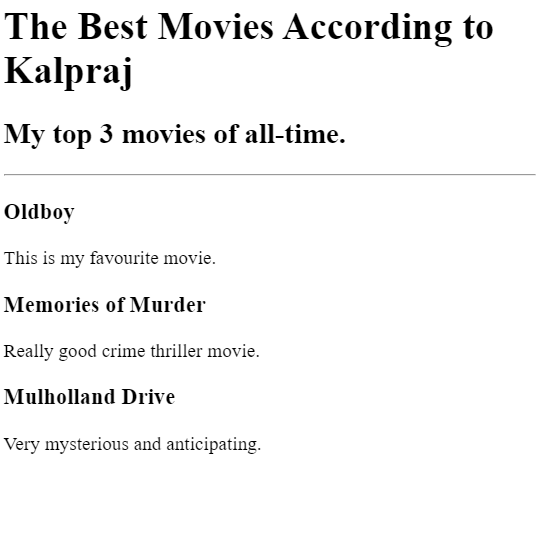 The Best Movies According to
Kalpraj
My top 3 movies of all-time.
Oldboy
This is my favourite movie.
Memories of Murder
Really good crime thriller movie.
Mulholland Drive
Very mysterious and anticipating.